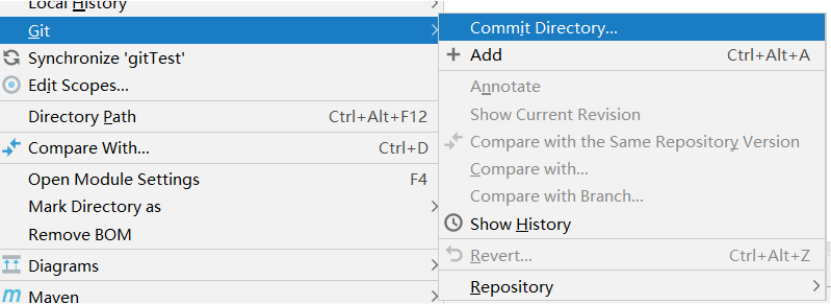 Local History
Git
Synchronize 'gitTest'
Edit Scopes...
Directory Path Ctrl+Alt+F12
Compare With... Ctrl+D
Open Module Settings F4
Mark Directory as
Remove BOM
Diagrams
Maven
Commit Directory...
Add Ctrl+Alt+A
Annotate
Show Current Revision
Compare with the Same Repository Version
Compare with...
Compare with Branch...
Show History
Revert... Ctrl+Alt+Z
Repository